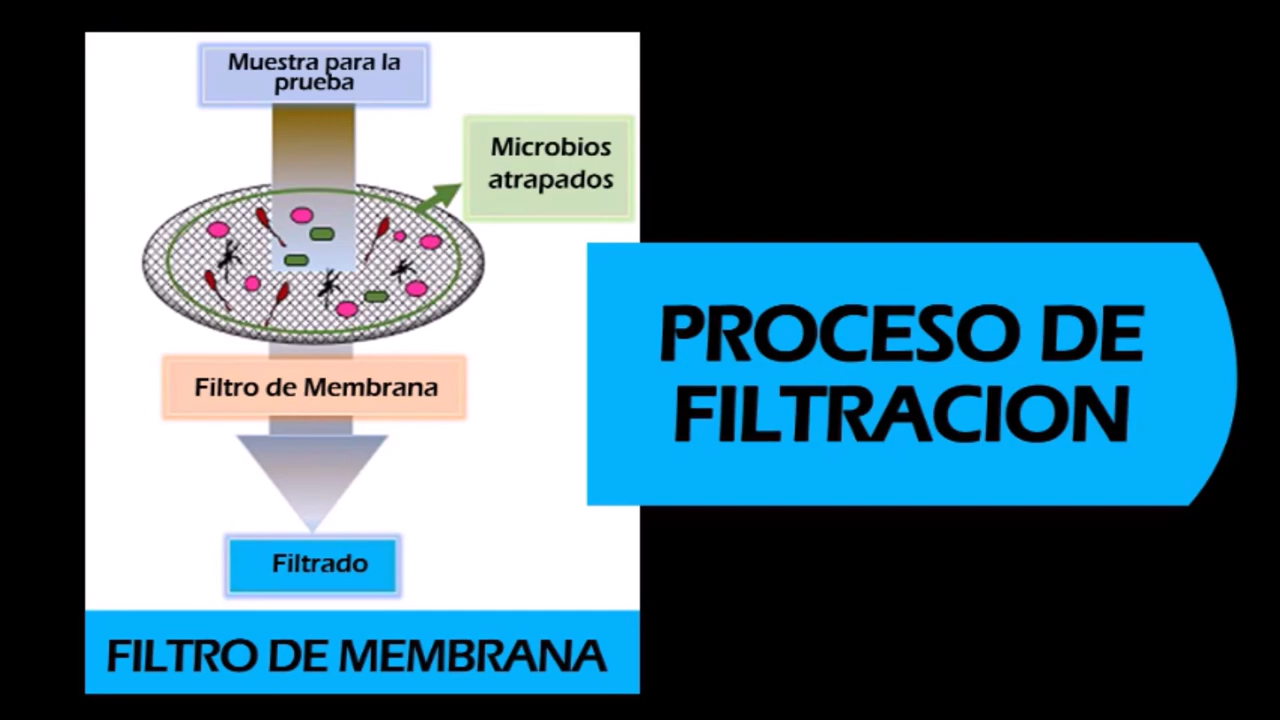 Muestra para la
prueba
Microbios
atrapados
Filtro de Membrana
Filtrado
FILTRO DE MEMBRANA
PROCESO DE
FILTRACION